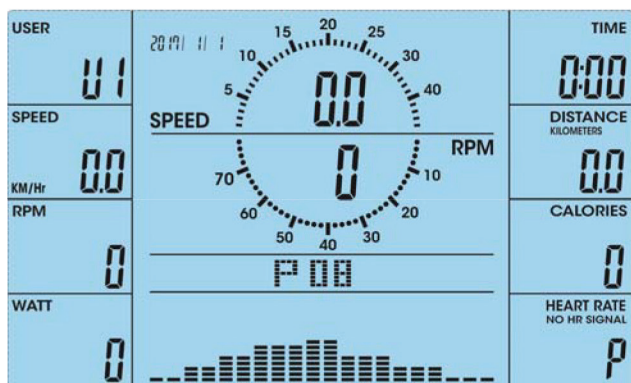 USER
U1
SPEED
KM/Hr 0.0
RPM
0
WATT
0
2017/ 1/ 1
5 10 15 20 25 30 40
0.0
SPEED
RPM
0
70 60 50 40 30 20 10
P 08
TIME
0:00
DISTANCE
KILOMETERS
0.0
CALORIES
0
HEART RATE
NO HR SIGNAL
P